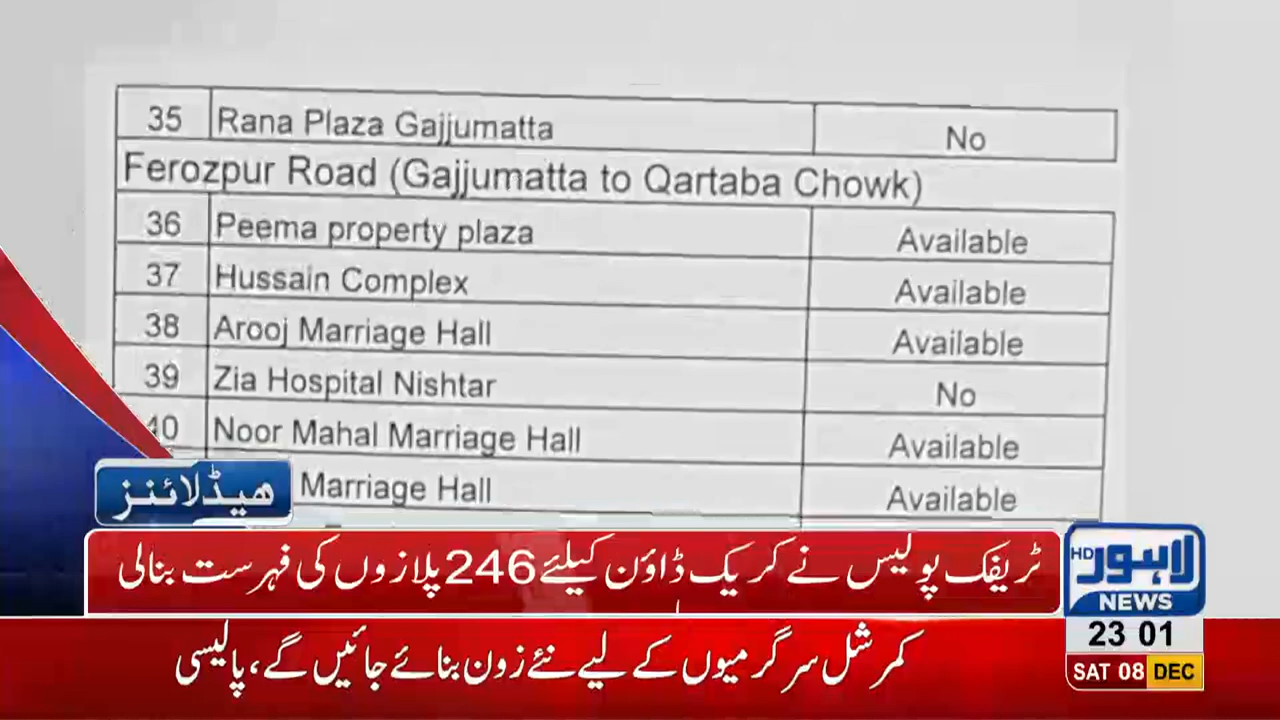 35 Rana Plaza Gajjumatta No
Ferozpur Road (Gajjumatta to Qartaba Chowk)
36 Peema property plaza Available
37 Hussain Complex Available
38 Arooj Marriage Hall Available
39 Zia Hospital Nishtar No
40 Noor Mahal Marriage Hall Available
Marriage Hall Available
ہیڈلائنز
ٹریفک پولیس نے کریک ڈاؤن کیلئے 246 پلازوں کی فہرست بنالی
کمرشل سرگرمیوں کے لیے نئے زون بنائے جائیں گے، پالیسی
لاہور HD
NEWS
23 01
SAT 08 DEC